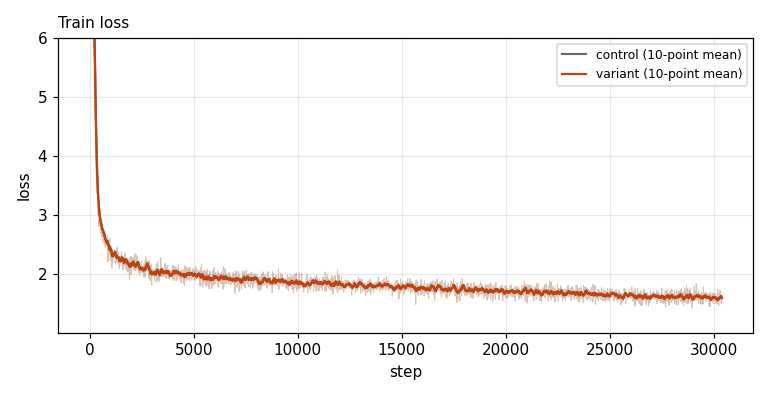 Train loss
6
5
4
3
2
loss
control (10-point mean)
variant (10-point mean)
0
5000
10000
15000
20000
25000
30000
step